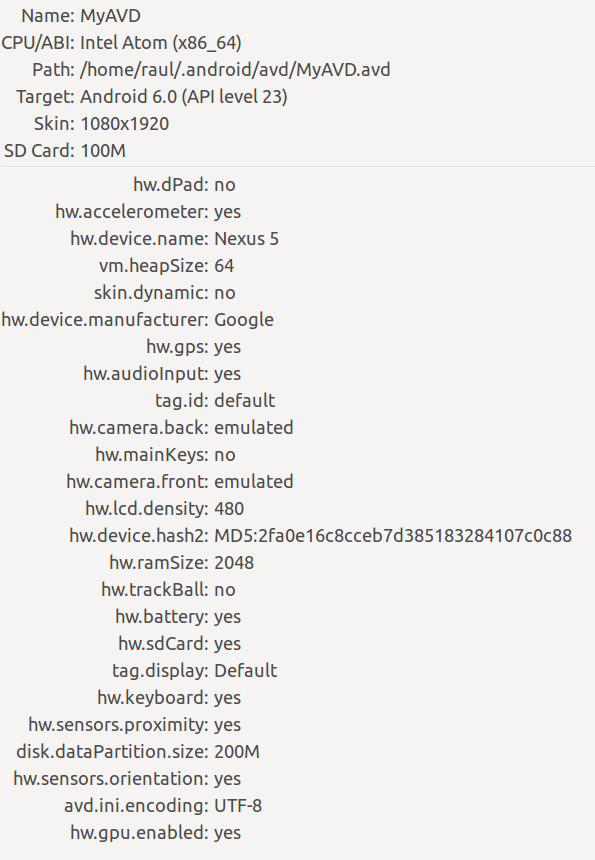 Name: MyAVD
CPU/ABI: Intel Atom (x86_64)
Path: /home/raul/.android/avd/MyAVD.avd
Target: Android 6.0 (API level 23)
Skin: 1080x1920
SD Card: 100M
hw.dPad: no
hw.accelerometer: yes
hw.device.name: Nexus 5
vm.heapSize: 64
skin.dynamic: no
hw.device.manufacturer: Google
hw.gps: yes
hw.audioInput: yes
tag.id: default
hw.camera.back: emulated
hw.mainKeys: no
hw.camera.front: emulated
hw.lcd.density: 480
hw.device.hash2: MD5:2fa0e16c8cceb7d385183284107c0c88
hw.ramSize: 2048
hw.trackBall: no
hw.battery: yes
hw.sdCard: yes
tag.display: Default
hw.keyboard: yes
hw.sensors.proximity: yes
disk.dataPartition.size: 200M
hw.sensors.orientation: yes
avd.ini.encoding: UTF-8
hw.gpu.enabled: yes